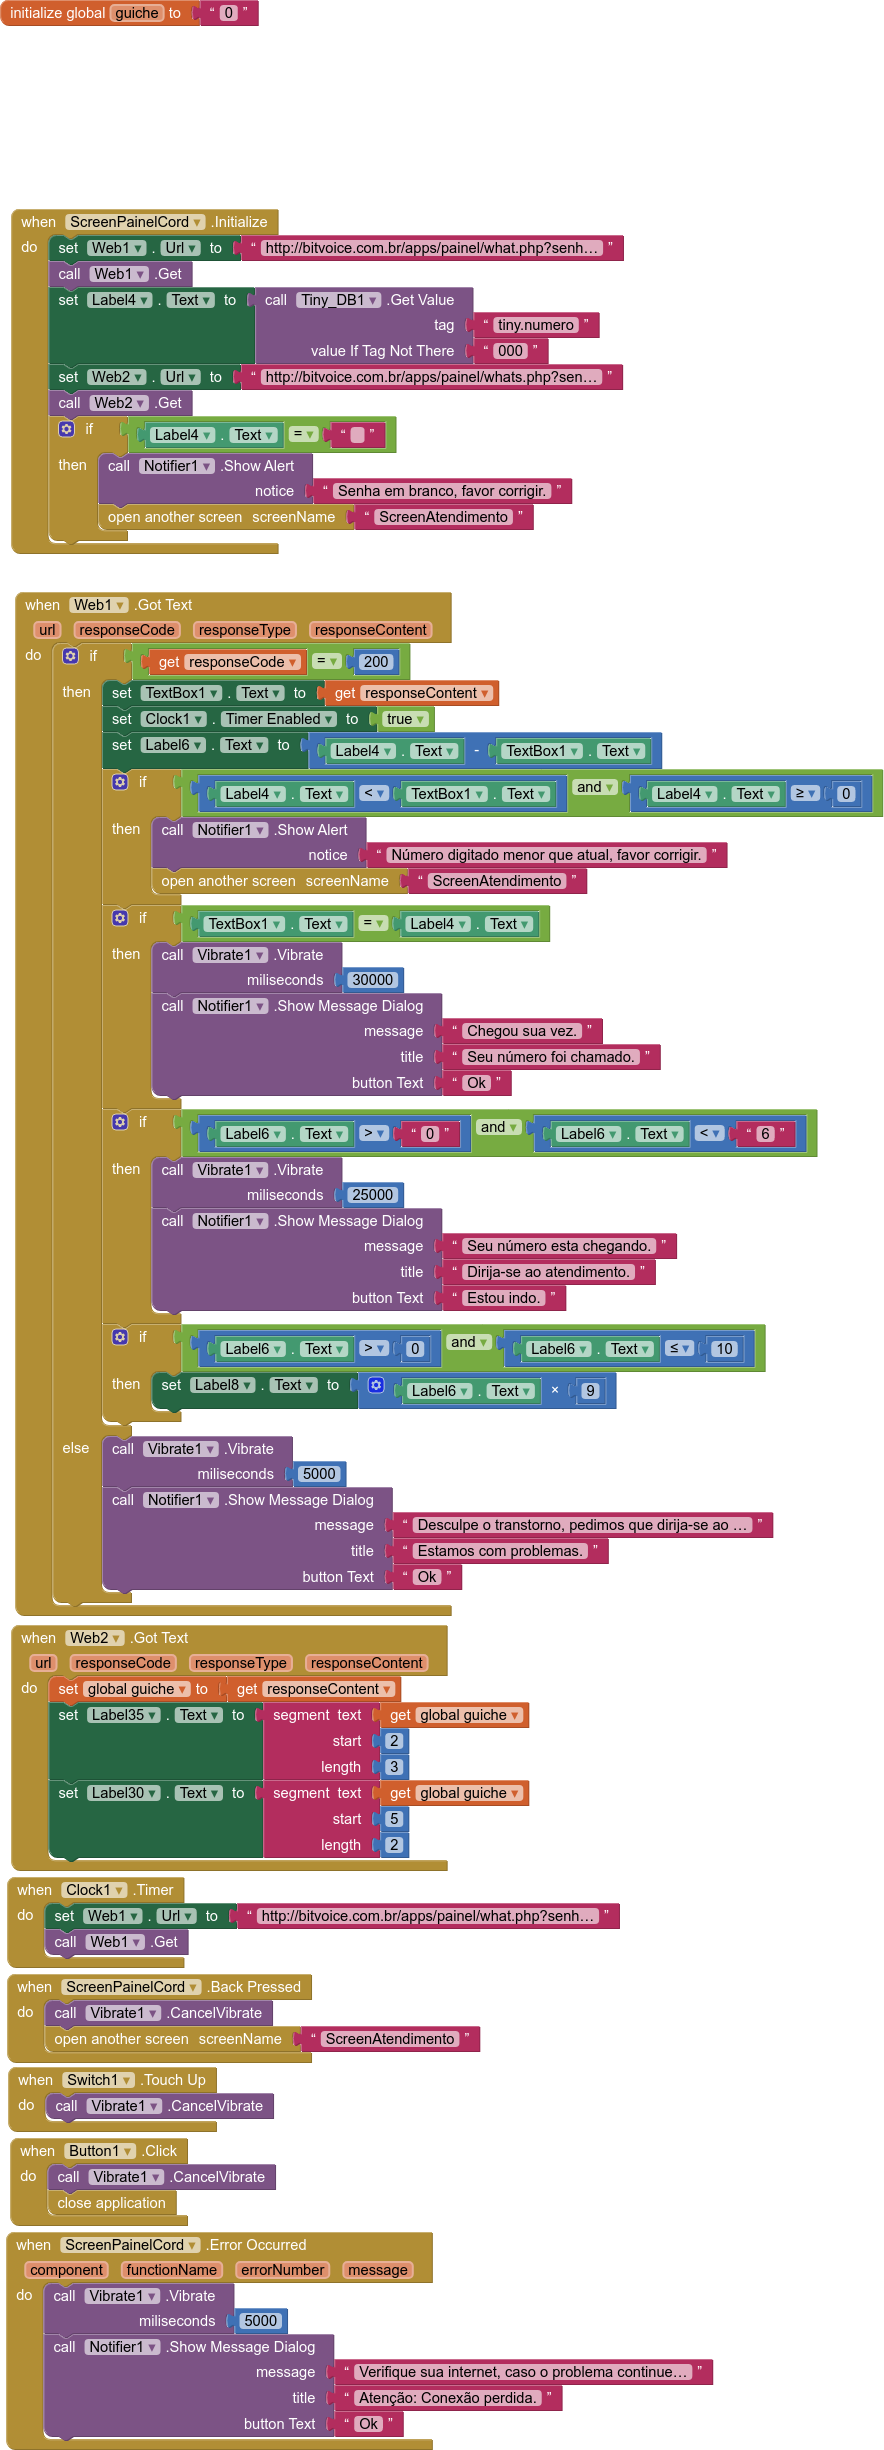 initialize global guiche to “ 0 ”
when ScreenPainelCord .Initialize
do set Web1 . Url to “ http://bitvoice.com.br/apps/painel/what.php?senh... ”
call Web1 .Get
set Label4 . Text to call Tiny_DB1 .Get Value
tag “ tiny.numero ”
value If Tag Not There “ 000 ”
set Web2 . Url to “ http://bitvoice.com.br/apps/painel/whats.php?sen... ”
call Web2 .Get
if Label4 . Text = “ ”
then call Notifier1 .Show Alert
notice “ Senha em branco, favor corrigir. ”
open another screen screenName “ ScreenAtendimento ”
when Web1 .Got Text
url responseCode responseType responseContent
do if get responseCode = 200
then set TextBox1 . Text to get responseContent
set Clock1 . Timer Enabled to true
set Label6 . Text to Label4 . Text - TextBox1 . Text
if Label4 . Text < TextBox1 . Text and Label4 . Text ≥ 0
then call Notifier1 .Show Alert
notice “ Número digitado menor que atual, favor corrigir. ”
open another screen screenName “ ScreenAtendimento ”
if TextBox1 . Text = Label4 . Text
then call Vibrate1 .Vibrate
miliseconds 30000
call Notifier1 .Show Message Dialog
message “ Chegou sua vez. ”
title “ Seu número foi chamado. ”
button Text “ Ok ”
if Label6 . Text > “ 0 ” and Label6 . Text < “ 6 ”
then call Vibrate1 .Vibrate
miliseconds 25000
call Notifier1 .Show Message Dialog
message “ Seu número esta chegando. ”
title “ Dirija-se ao atendimento. ”
button Text “ Estou indo. ”
if Label6 . Text > 0 and Label6 . Text ≤ 10
then set Label8 . Text to Label6 . Text × 9
else call Vibrate1 .Vibrate
miliseconds 5000
call Notifier1 .Show Message Dialog
message “ Desculpe o transtorno, pedimos que dirija-se ao ... ”
title “ Estamos com problemas. ”
button Text “ Ok ”
when Web2 .Got Text
url responseCode responseType responseContent
do set global guiche to get responseContent
set Label35 . Text to segment text get global guiche
start 2
length 3
set Label30 . Text to segment text get global guiche
start 5
length 2
when Clock1 .Timer
do set Web1 . Url to “ http://bitvoice.com.br/apps/painel/what.php?senh... ”
call Web1 .Get
when ScreenPainelCord .Back Pressed
do call Vibrate1 .CancelVibrate
open another screen screenName “ ScreenAtendimento ”
when Switch1 .Touch Up
do call Vibrate1 .CancelVibrate
when Button1 .Click
do call Vibrate1 .CancelVibrate
close application
when ScreenPainelCord .Error Occurred
component functionName errorNumber message
do call Vibrate1 .Vibrate
miliseconds 5000
call Notifier1 .Show Message Dialog
message “ Verifique sua internet, caso o problema continue... ”
title “ Atenção: Conexão perdida. ”
button Text “ Ok ”